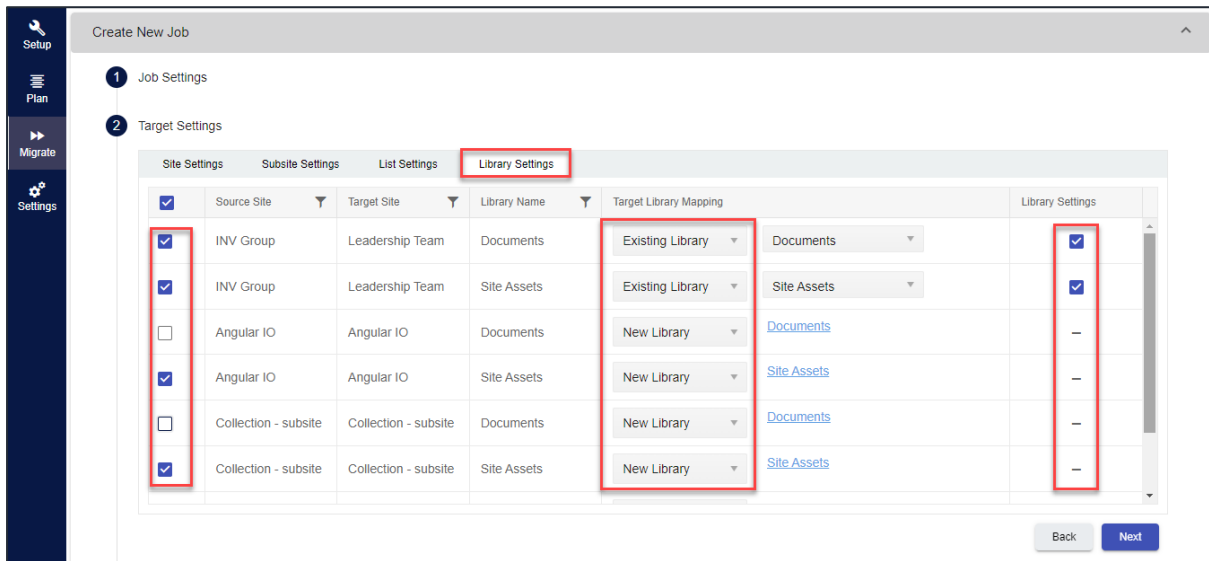 Setup
Plan
Migrate
Settings
Create New Job
1 Job Settings
2 Target Settings
Site Settings Subsite Settings List Settings Library Settings
Source Site Target Site Library Name Target Library Mapping Library Settings
INV Group Leadership Team Documents Existing Library Documents
INV Group Leadership Team Site Assets Existing Library Site Assets
Angular IO Angular IO Documents New Library Documents
Angular IO Angular IO Site Assets New Library Site Assets
Collection - subsite Collection - subsite Documents New Library Documents
Collection - subsite Collection - subsite Site Assets New Library Site Assets
Back Next